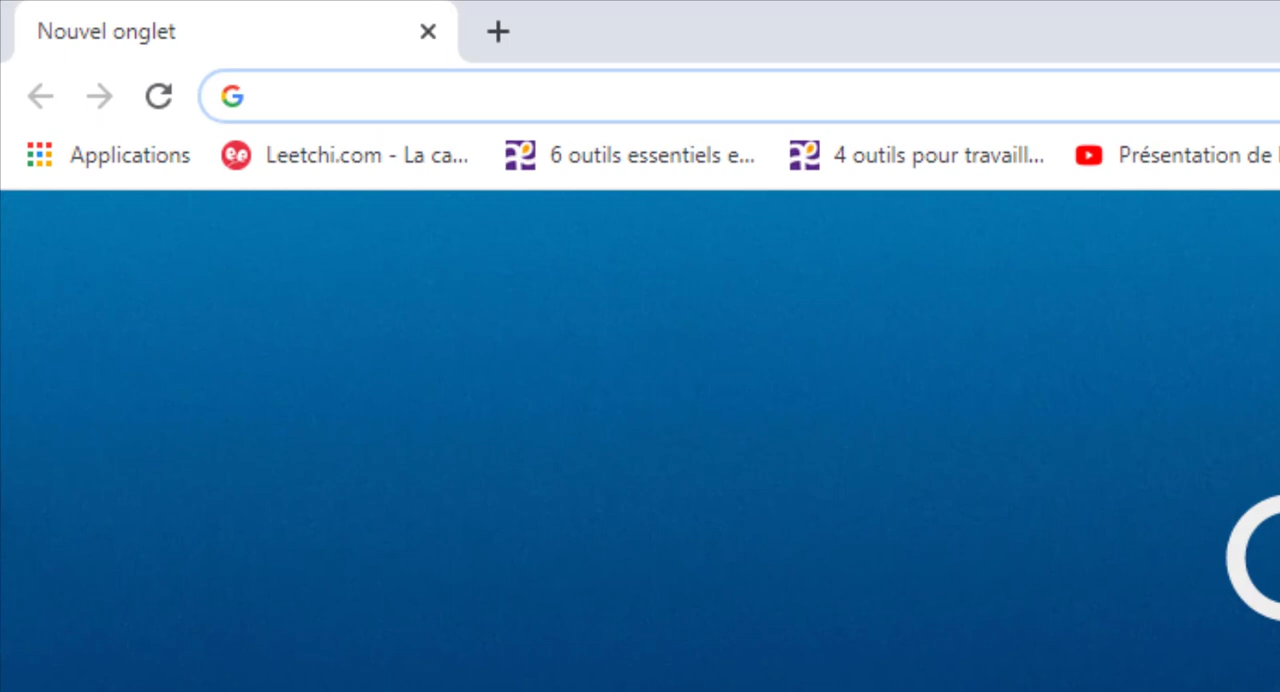 Nouvel onglet
Applications
Leetchi.com - La ca...
6 outils essentiels e...
4 outils pour travaill...
Présentation de